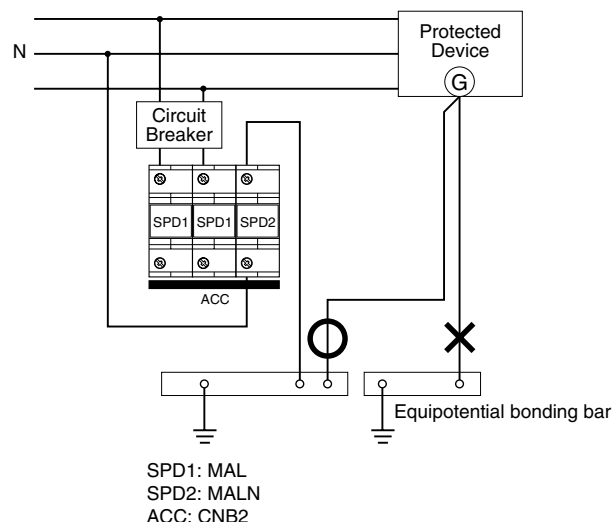 N
Protected
Device
G
Circuit
Breaker
SPD1 SPD1 SPD2
ACC
Equipotential bonding bar
SPD1: MAL
SPD2: MALN
ACC: CNB2